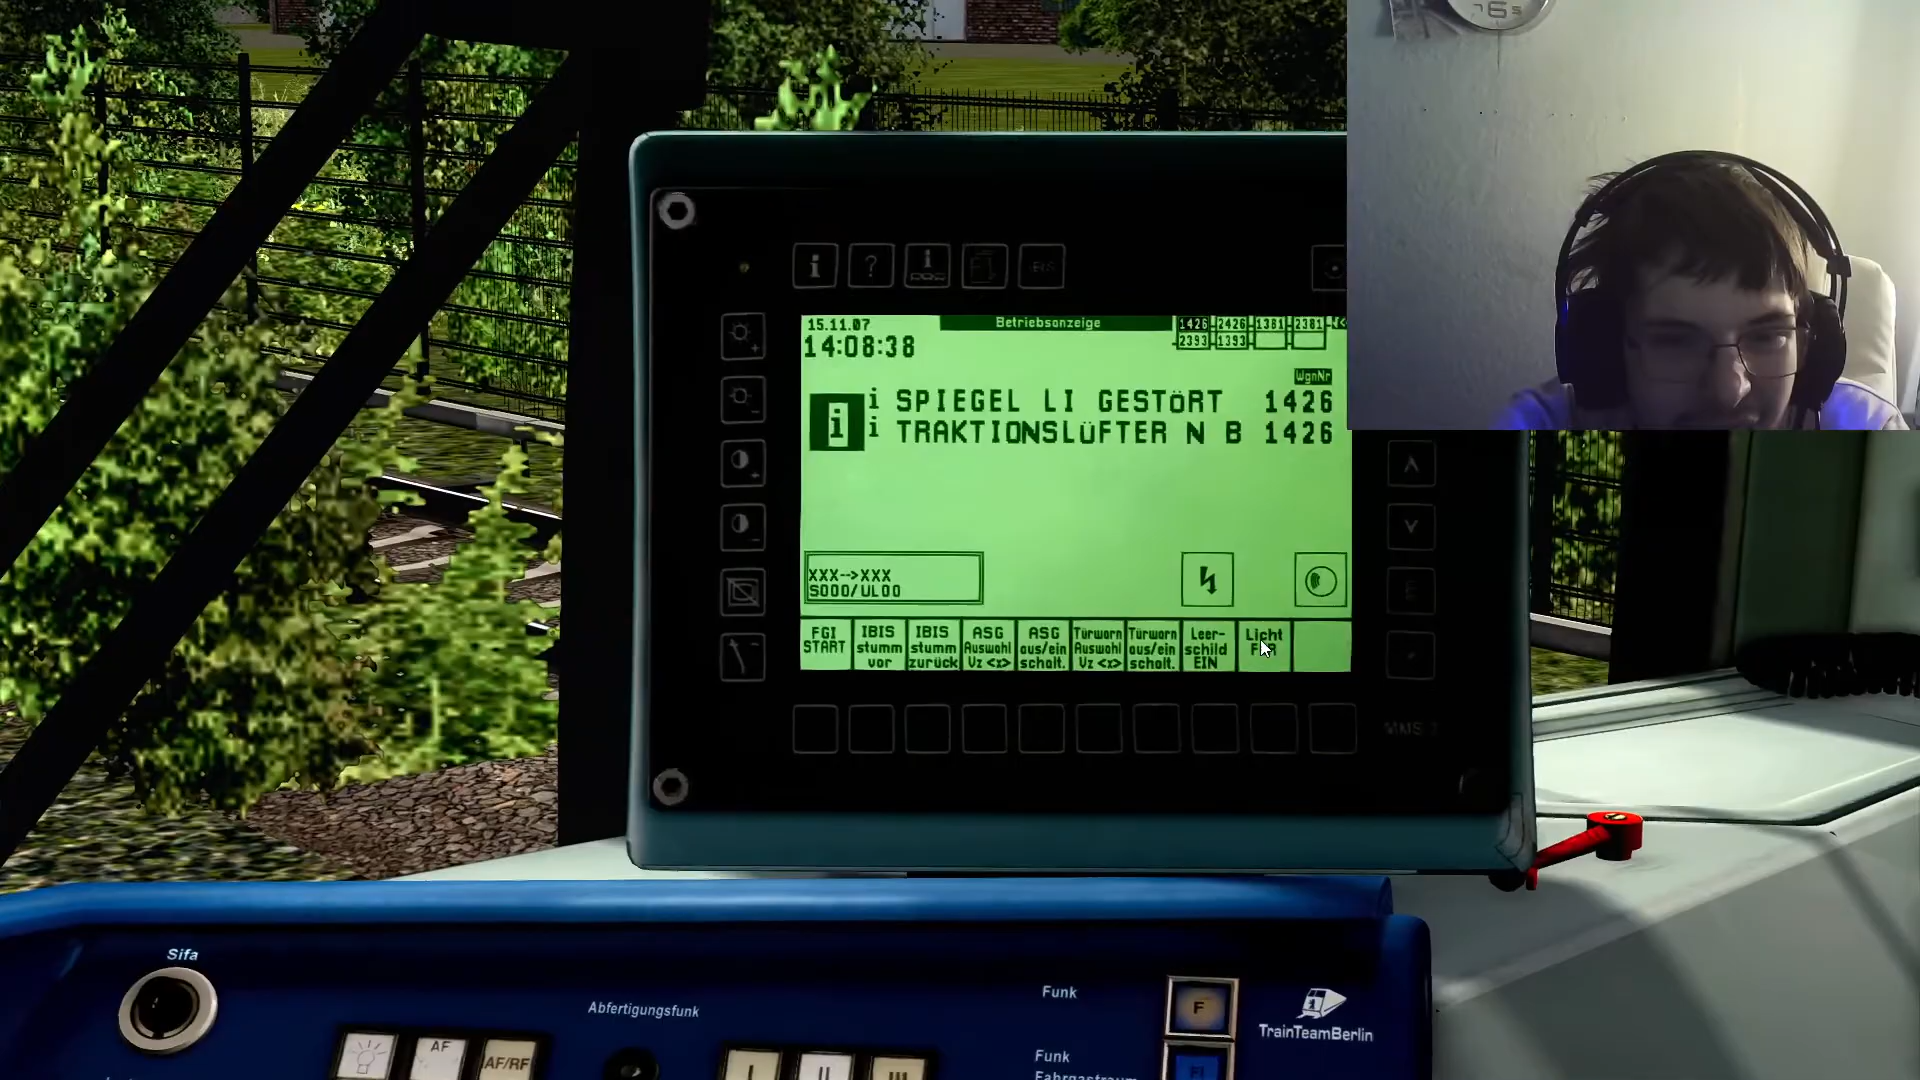 15.11.07
Betriebsanzeige
1426 2426 1381 2381
14:08:38
2393 1393
WgnNr
i SPIEGEL LI GESTÖRT 1426
i TRAKTIONSLÜFTER N B 1426
XXX-->XXX
S000/UL00
FGI START
IBIS stumm vor
IBIS stumm zurück
ASG Auswahl Vz <x>
ASG aus/ein schalt.
Türwarn Auswahl Vz <x>
Türwarn aus/ein schalt.
Leer-schild EIN
Licht
Sifa
Abfertigungsfunk
Funk
F
TrainTeamBerlin
AF
AF/RF
I
II
III
Funk
Fahrgastraum